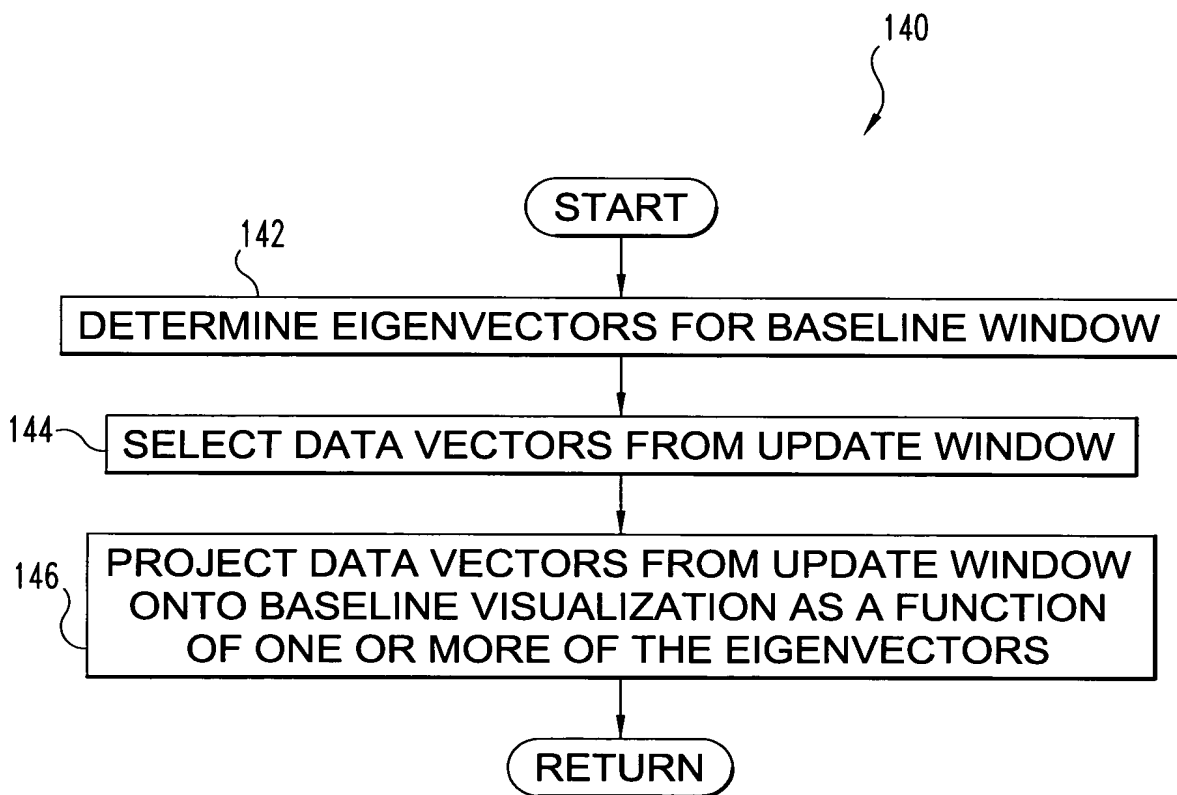 140
START
142
DETERMINE EIGENVECTORS FOR BASELINE WINDOW
144
SELECT DATA VECTORS FROM UPDATE WINDOW
146
PROJECT DATA VECTORS FROM UPDATE WINDOW
ONTO BASELINE VISUALIZATION AS A FUNCTION
OF ONE OR MORE OF THE EIGENVECTORS
RETURN